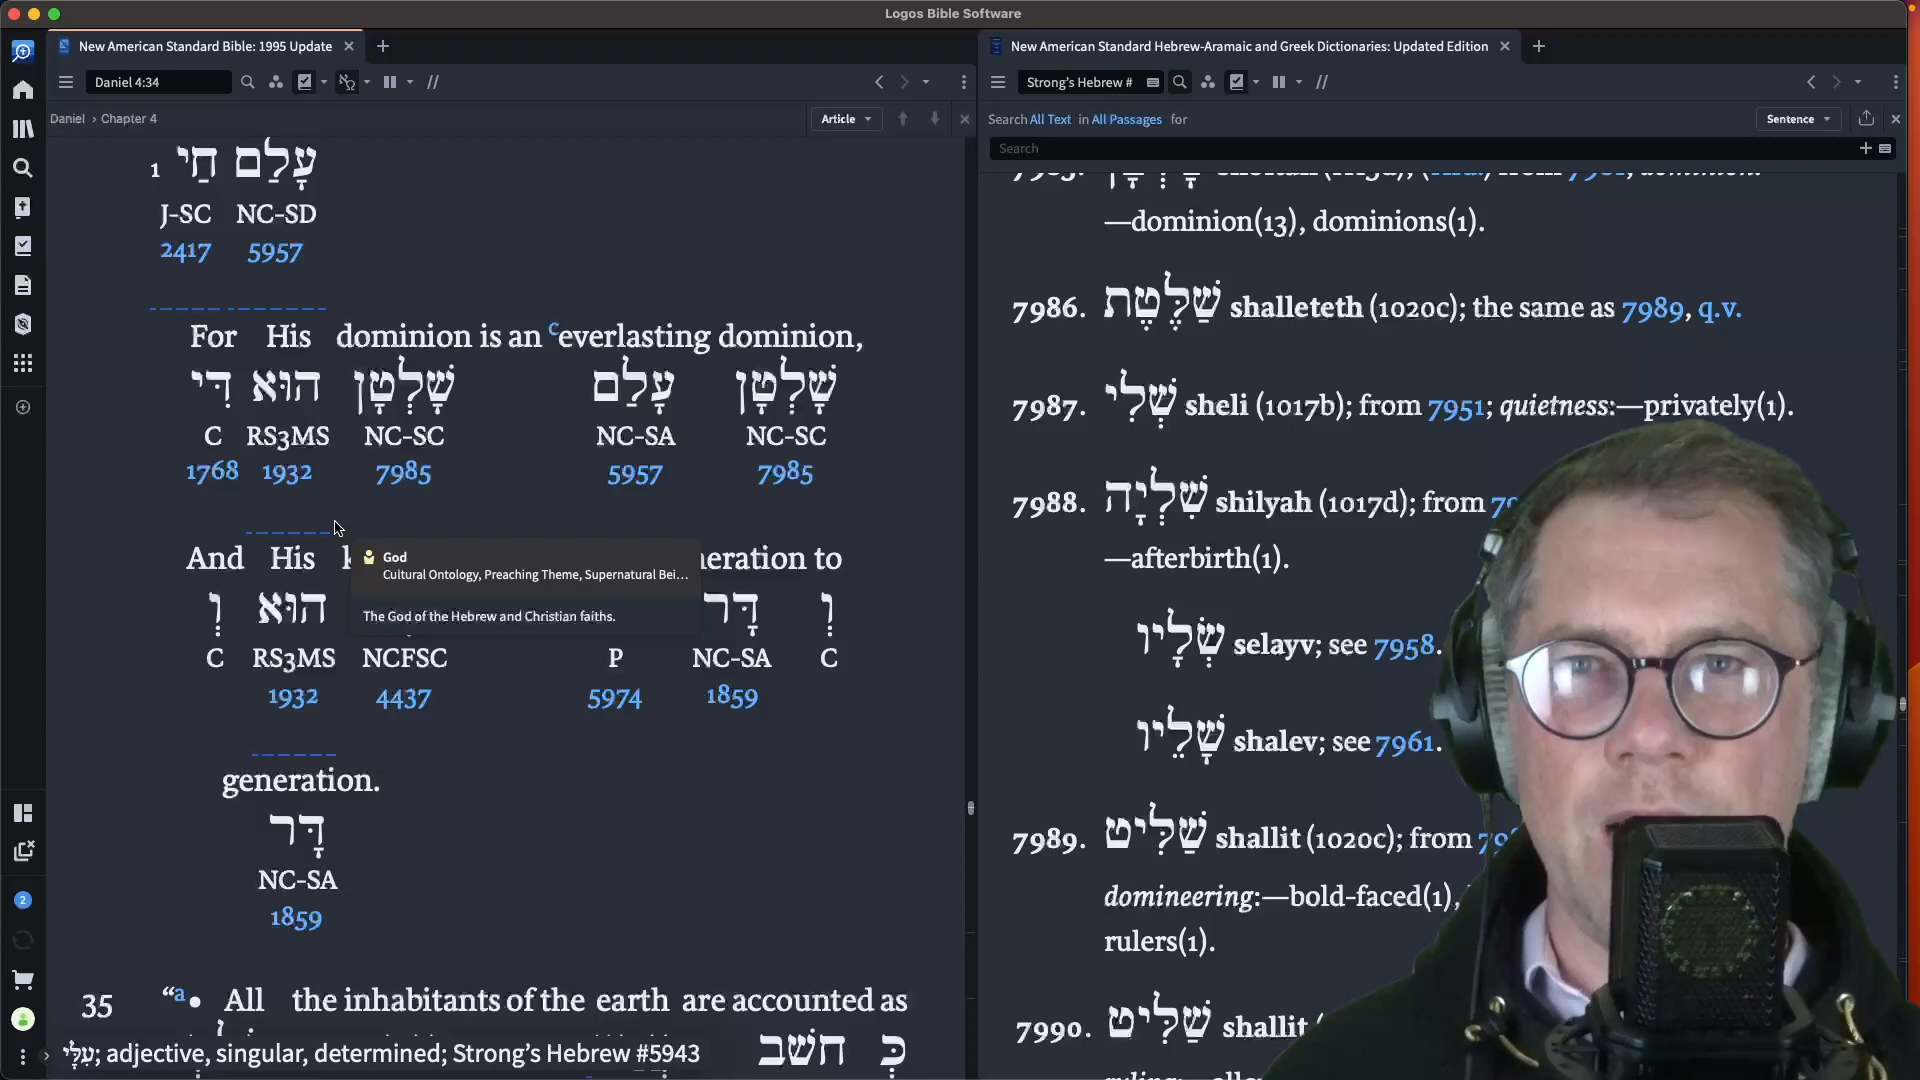 Logos Bible Software
New American Standard Bible: 1995 Update
Daniel 4:34
Daniel › Chapter 4
Article
1 חַי עָלַם
J-SC NC-SD
2417 5957
For His dominion is an c everlasting dominion,
דִּי הוּא שָׁלְטָן עָלַם שָׁלְטָן
C RS3MS NC-SC NC-SA NC-SC
1768 1932 7985 5957 7985
And His
God
Cultural Ontology, Preaching Theme, Supernatural Bei…
The God of the Hebrew and Christian faiths.
neration to
וְ הוּא דָּר וְ
C RS3MS NCFSC P NC-SA C
1932 4437 5974 1859
generation.
דָּר
NC-SA
1859
35 “a• All the inhabitants of the earth are accounted as
כְּ חשׁב
עִלָּי; adjective, singular, determined; Strong’s Hebrew #5943
2
New American Standard Hebrew-Aramaic and Greek Dictionaries: Updated Edition
Strong’s Hebrew #
Search All Text in All Passages for
Sentence
Search
—dominion(13), dominions(1).
7986. שַׁלֶּטֶת shalleteth (1020c); the same as 7989, q.v.
7987. שְׁלִי sheli (1017b); from 7951; quietness:—privately(1).
7988. שִׁלְיָה shilyah (1017d); from
—afterbirth(1).
שְׂלָיו selayv; see 7958.
שָׁלֵיו shalev; see 7961.
7989. שַׁלִּיט shallit (1020c); from
domineering:—bold-faced(1),
rulers(1).
7990. שַׁלִּיט shallit